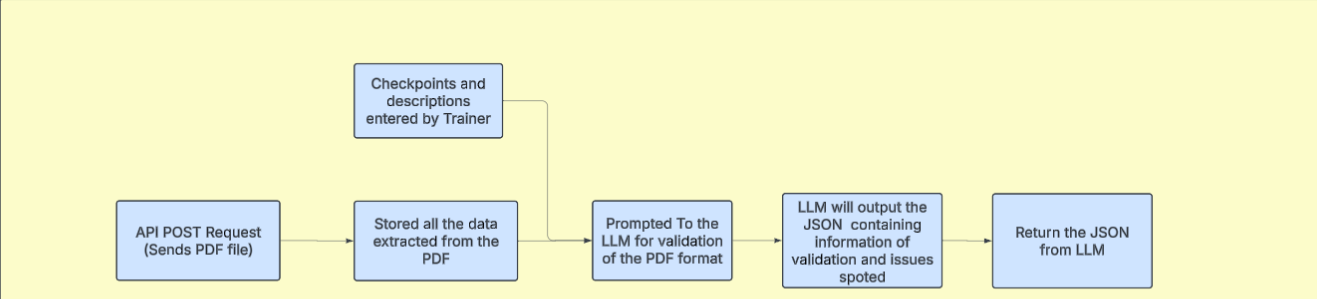 Checkpoints and
descriptions
entered by Trainer
API POST Request
(Sends PDF file)
Stored all the data
extracted from the
PDF
Prompted To the
LLM for validation
of the PDF format
LLM will output the
JSON containing
information of
validation and issues
spoted
Return the JSON
from LLM